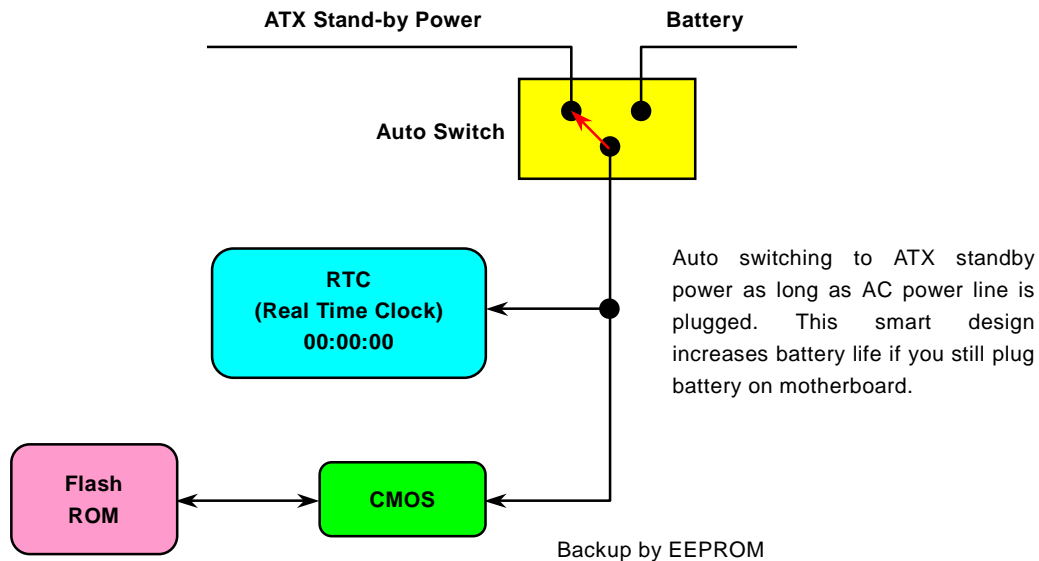 ATX Stand-by Power
Battery
Auto Switch
RTC
(Real Time Clock)
00:00:00
Auto switching to ATX standby
power as long as AC power line is
plugged. This smart design
increases battery life if you still plug
battery on motherboard.
Flash
ROM
CMOS
Backup by EEPROM